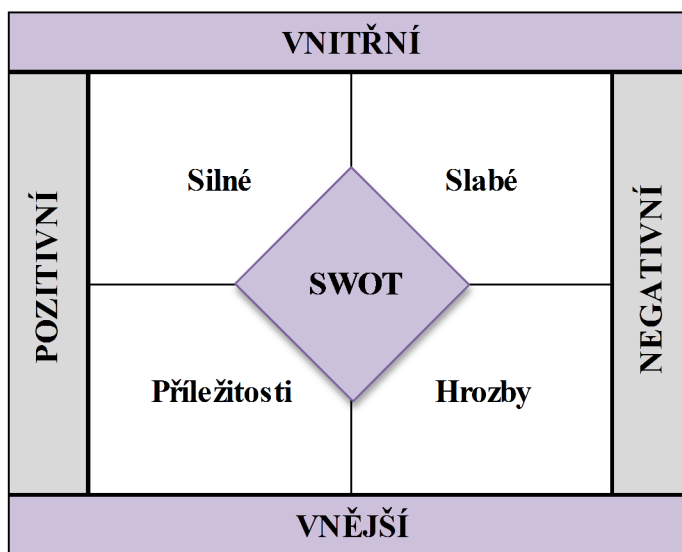 VNITŘNÍ
POZITIVNÍ
Silné
Slabé
SWOT
Příležitosti
Hrozby
NEGATIVNÍ
VNĚJŠÍ